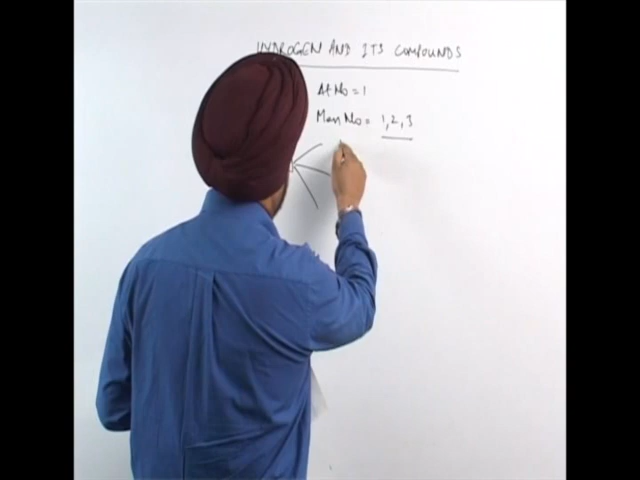 HYDROGEN AND ITS COMPOUNDS
At No = 1
Mass No = 1, 2, 3